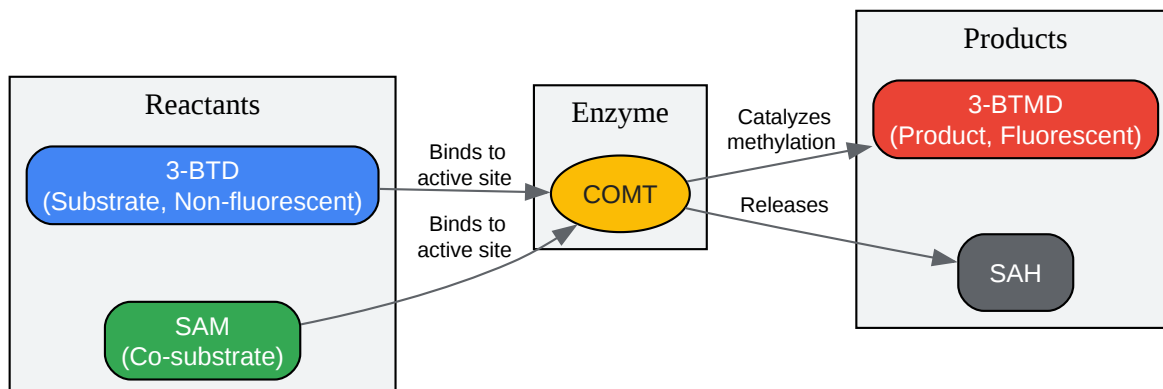 Reactants
3-BTD
(Substrate, Non-fluorescent)
SAM
(Co-substrate)
Binds to
active site
Binds to
active site
Enzyme
COMT
Catalyzes
methylation
Releases
Products
3-BTMD
(Product, Fluorescent)
SAH